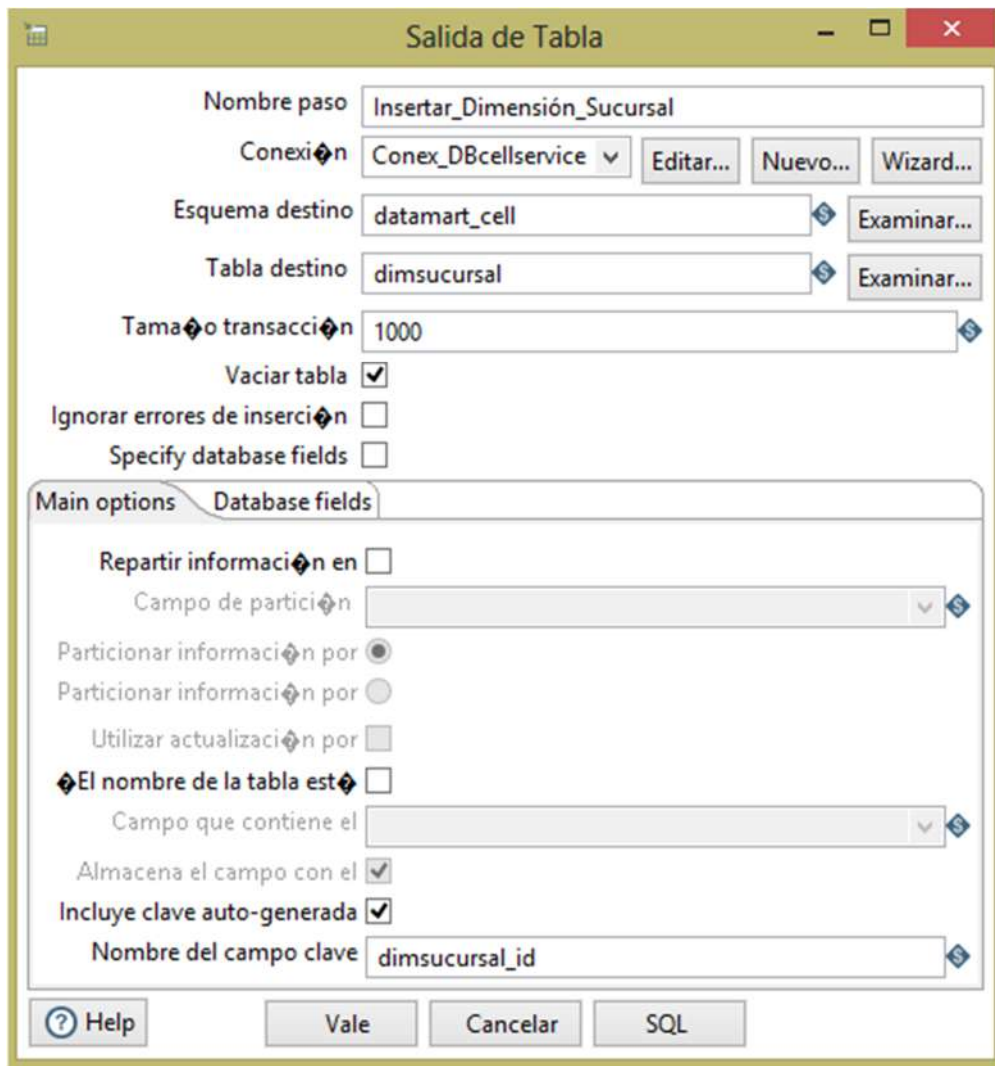 Salida de Tabla
Nombre paso Insertar_Dimensión_Sucursal
Conexi�n Conex_DBcellservice Editar... Nuevo... Wizard...
Esquema destino datamart_cell Examinar...
Tabla destino dimsucursal Examinar...
Tama�o transacci�n 1000
Vaciar tabla
Ignorar errores de inserci�n
Specify database fields
Main options Database fields
Repartir informaci�n en
Campo de partici�n
Particionar informaci�n por
Particionar informaci�n por
Utilizar actualizaci�n por
�El nombre de la tabla est�
Campo que contiene el
Almacena el campo con el
Incluye clave auto-generada
Nombre del campo clave dimsucursal_id
Help Vale Cancelar SQL